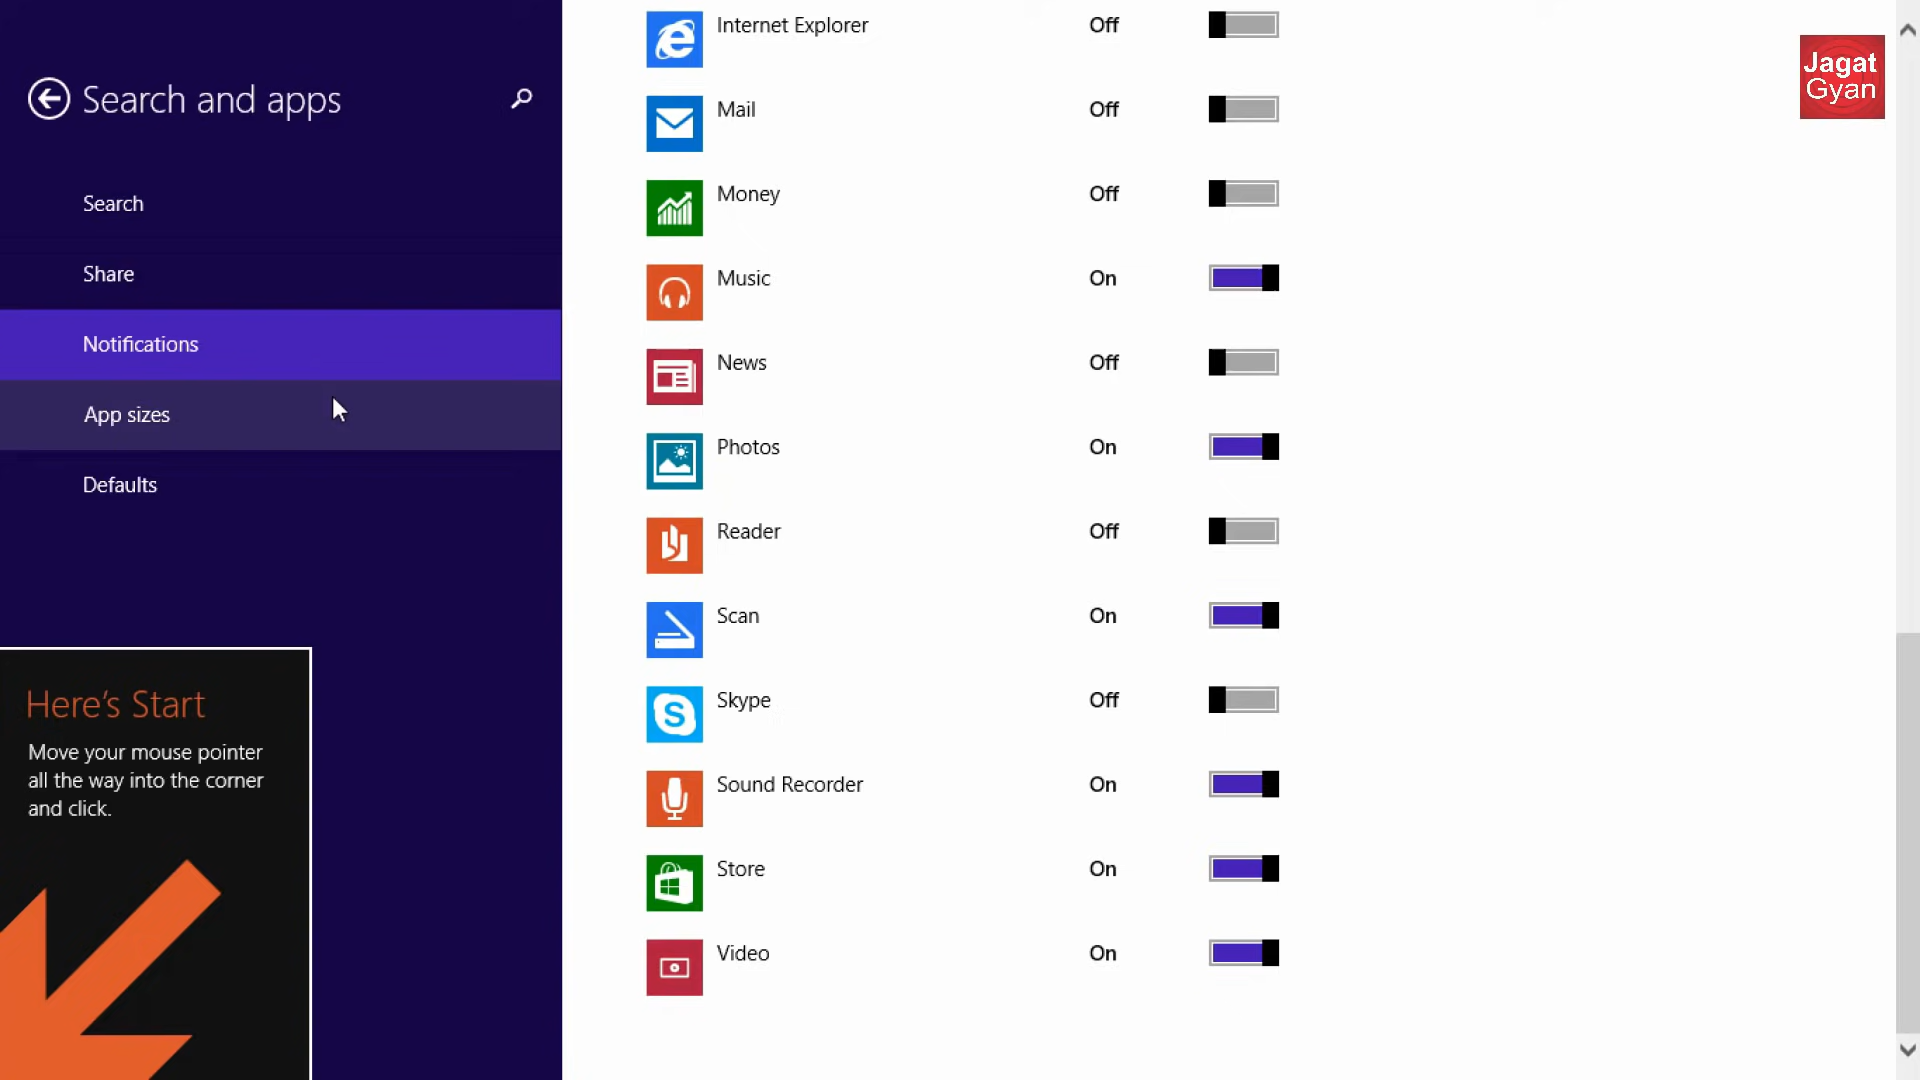 Search and apps
Search
Share
Notifications
App sizes
Defaults
Here's Start
Move your mouse pointer
all the way into the corner
and click.
Internet Explorer Off
Mail Off
Money Off
Music On
News Off
Photos On
Reader Off
Scan On
Skype Off
Sound Recorder On
Store On
Video On
Jagat
Gyan